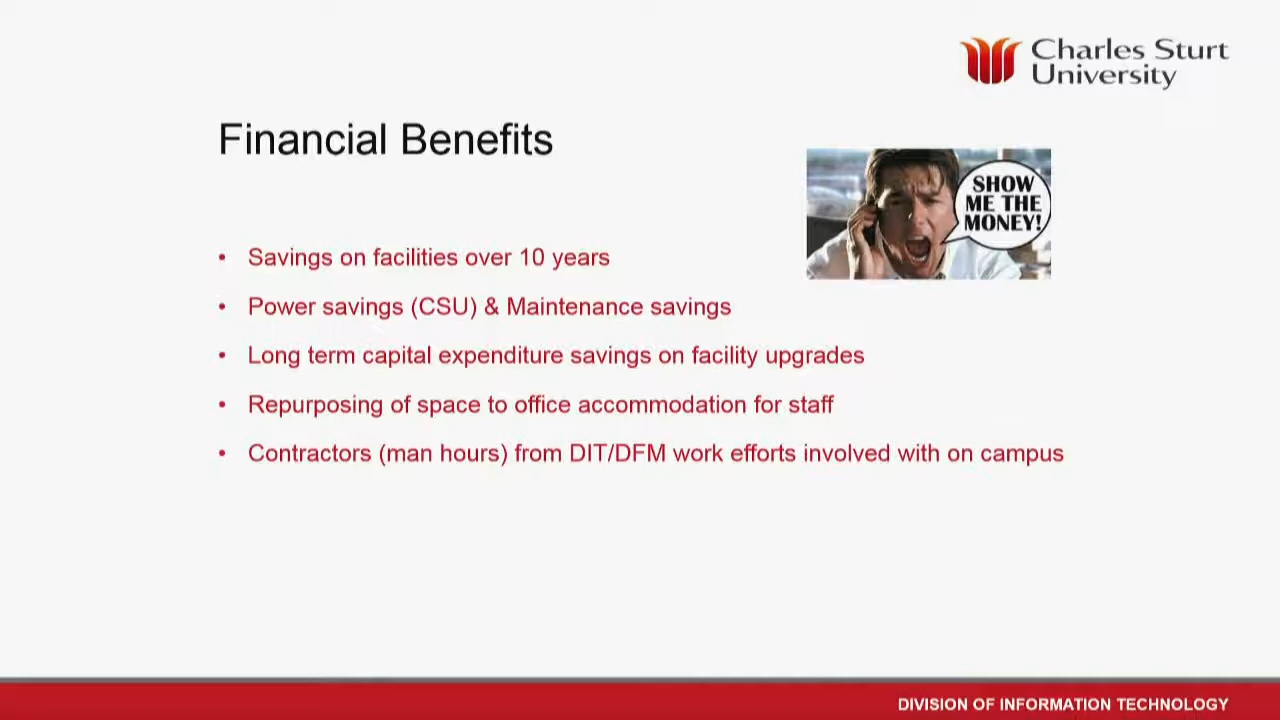 Charles Sturt
University
Financial Benefits
SHOW
ME THE
MONEY!
• Savings on facilities over 10 years
• Power savings (CSU) & Maintenance savings
• Long term capital expenditure savings on facility upgrades
• Repurposing of space to office accommodation for staff
• Contractors (man hours) from DIT/DFM work efforts involved with on campus
DIVISION OF INFORMATION TECHNOLOGY